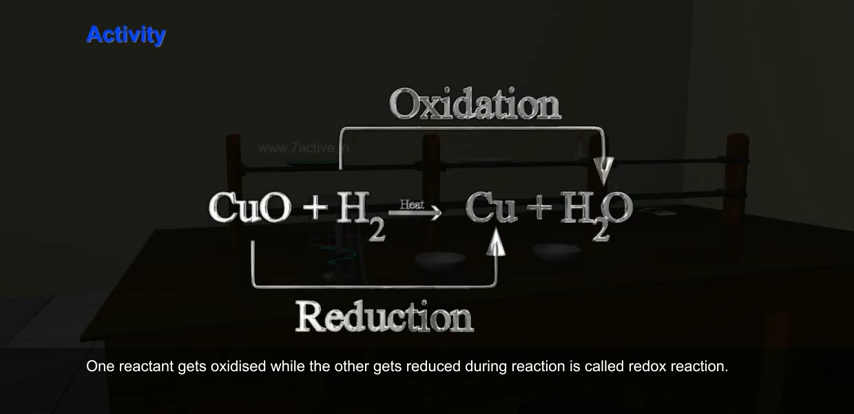 Activity
Oxidation
www.7active.in
CuO + H2 Heat → Cu + H2O
Reduction
One reactant gets oxidised while the other gets reduced during reaction is called redox reaction.